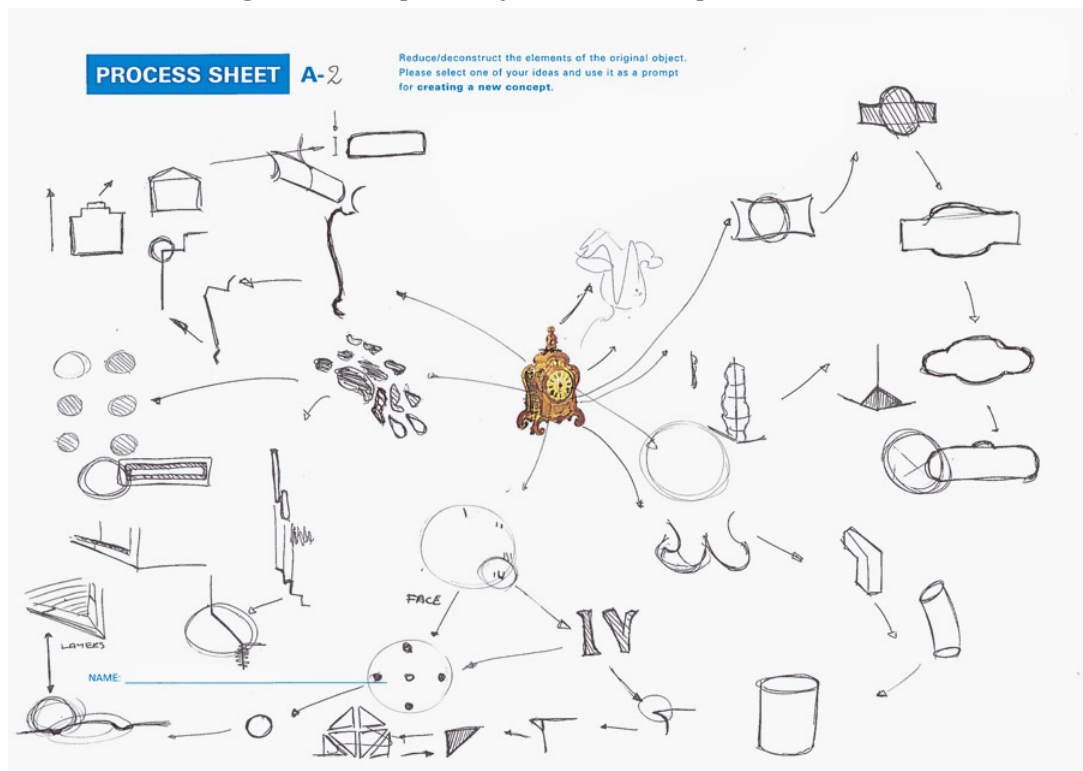 PROCESS SHEET A-2
Reduce/deconstruct the elements of the original object.
Please select one of your ideas and use it as a prompt
for creating a new concept.
FACE
IV
LAYERS
NAME: